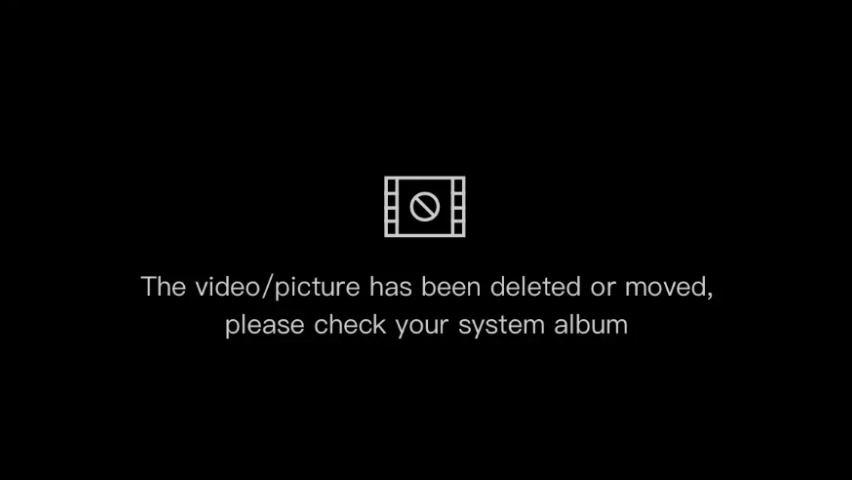 The video/picture has been deleted or moved,
please check your system album